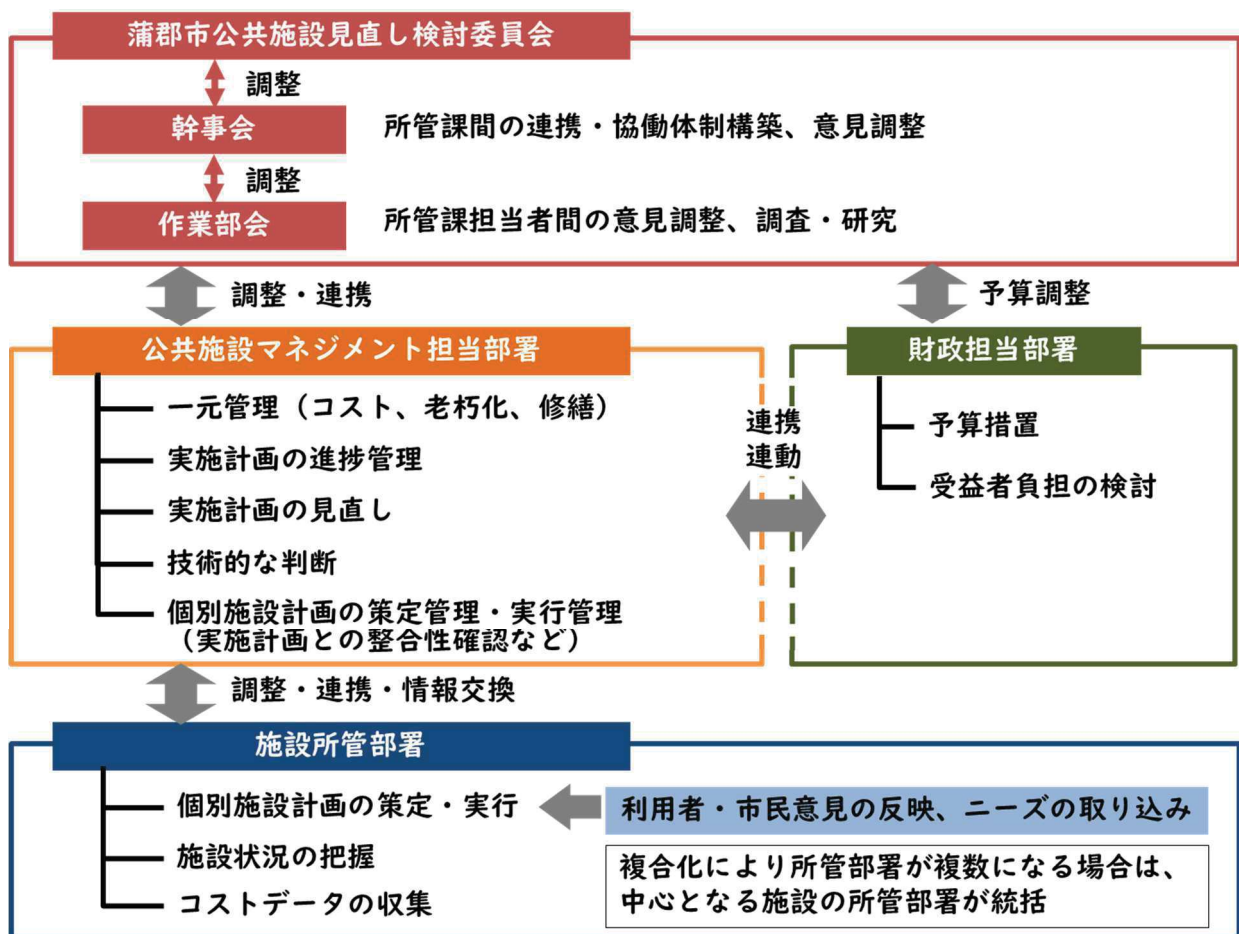 蒲郡市公共施設見直し検討委員会
調整
幹事会
所管課間の連携・協働体制構築、意見調整
調整
作業部会
所管課担当者間の意見調整、調査・研究
調整・連携
予算調整
公共施設マネジメント担当部署
一元管理（コスト、老朽化、修繕）
実施計画の進捗管理
実施計画の見直し
技術的な判断
個別施設計画の策定管理・実行管理
（実施計画との整合性確認など）
連携
連動
財政担当部署
予算措置
受益者負担の検討
調整・連携・情報交換
施設所管部署
個別施設計画の策定・実行
利用者・市民意見の反映、ニーズの取り込み
施設状況の把握
コストデータの収集
複合化により所管部署が複数になる場合は、
中心となる施設の所管部署が統括